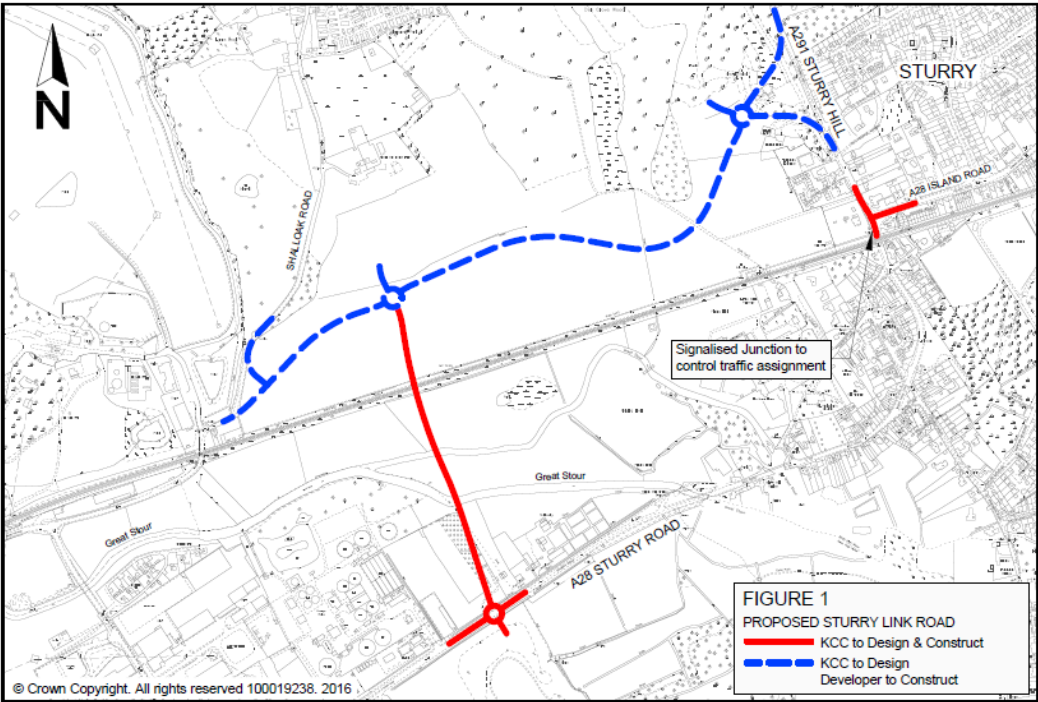 N
STURRY
A291 STURRY HILL
A28 ISLAND ROAD
SHALLOAK ROAD
Signalised Junction to
control traffic assignment
Great Stour
Great Stour
A28 STURRY ROAD
FIGURE 1
PROPOSED STURRY LINK ROAD
KCC to Design & Construct
KCC to Design
Developer to Construct
© Crown Copyright. All rights reserved 100019238. 2016